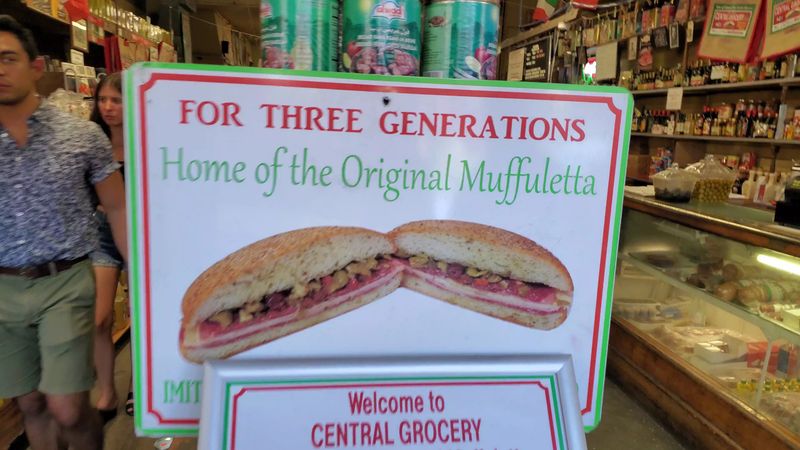 FOR THREE GENERATIONS
Home of the Original Muffuletta
Welcome to
CENTRAL GROCERY